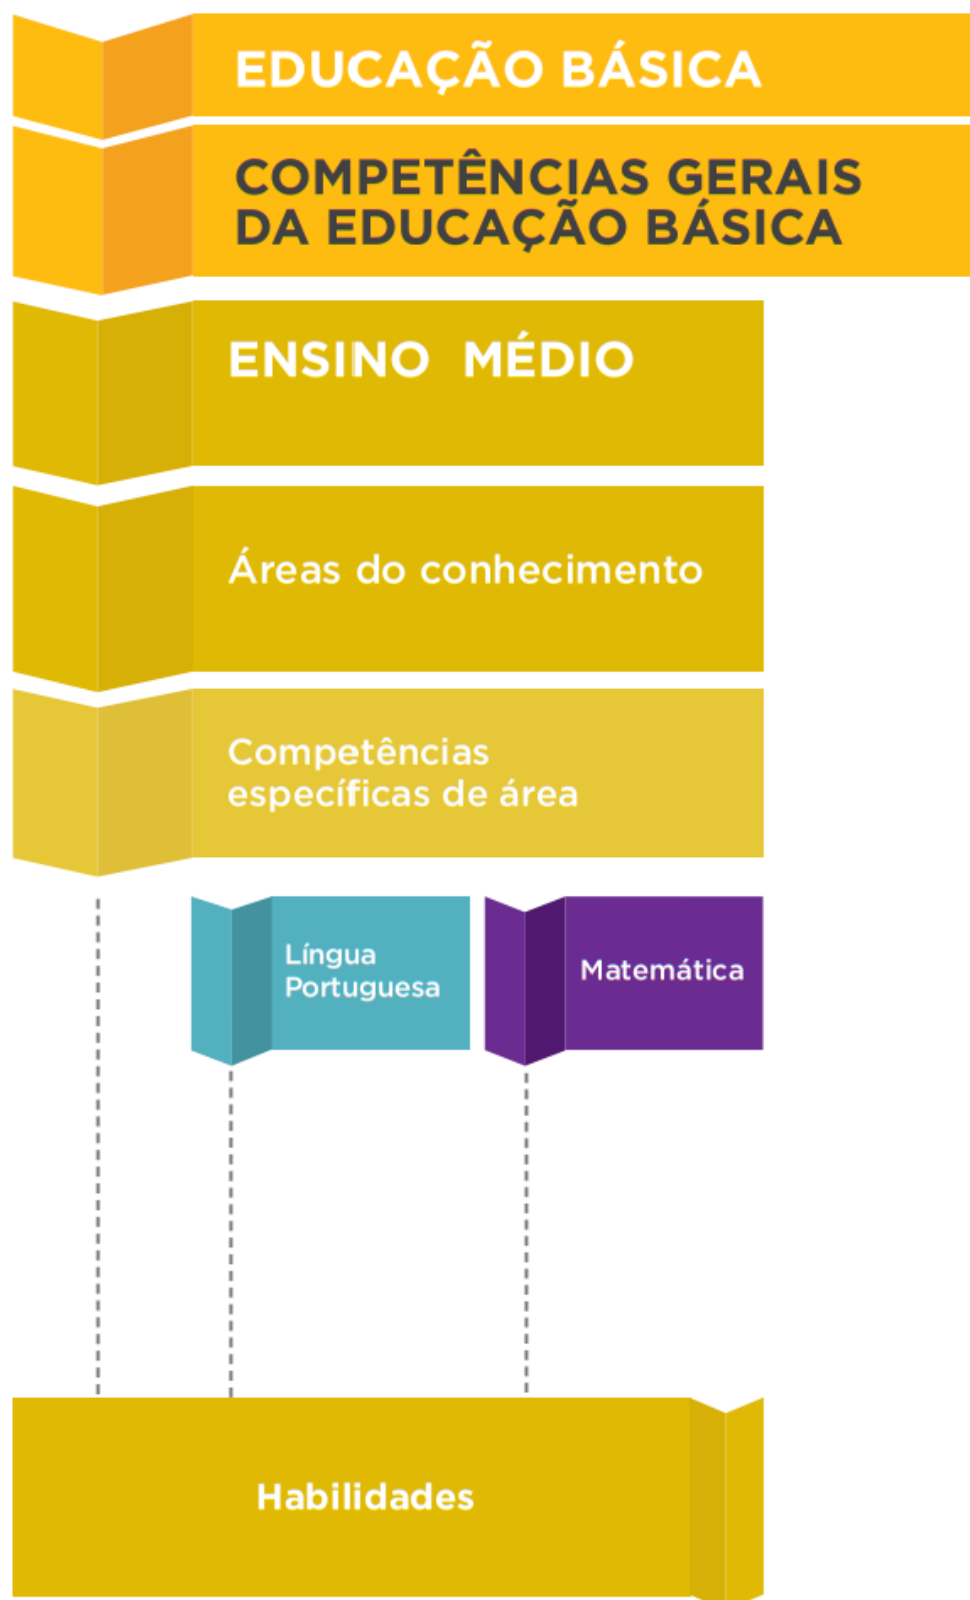 EDUCAÇÃO BÁSICA
COMPETÊNCIAS GERAIS
DA EDUCAÇÃO BÁSICA
ENSINO MÉDIO
Áreas do conhecimento
Competências
específicas de área
Língua
Portuguesa
Matemática
Habilidades